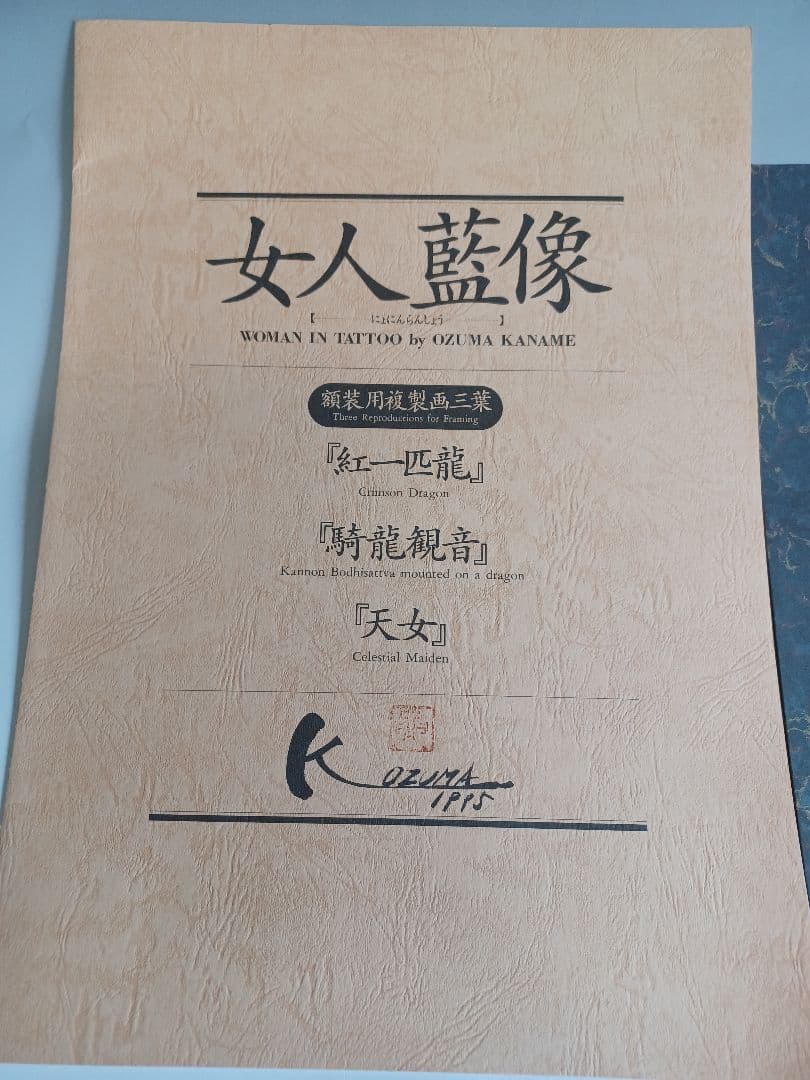 女人藍像
【 にょにんらんしょう 】
WOMAN IN TATTOO by OZUMA KANAME
額装用複製画三葉
Three Reproductions for Framing
『紅一匹龍』
Crimson Dragon
『騎龍観音』
Kannon Bodhisattva mounted on a dragon
『天女』
Celestial Maiden
K OZUMA
1995